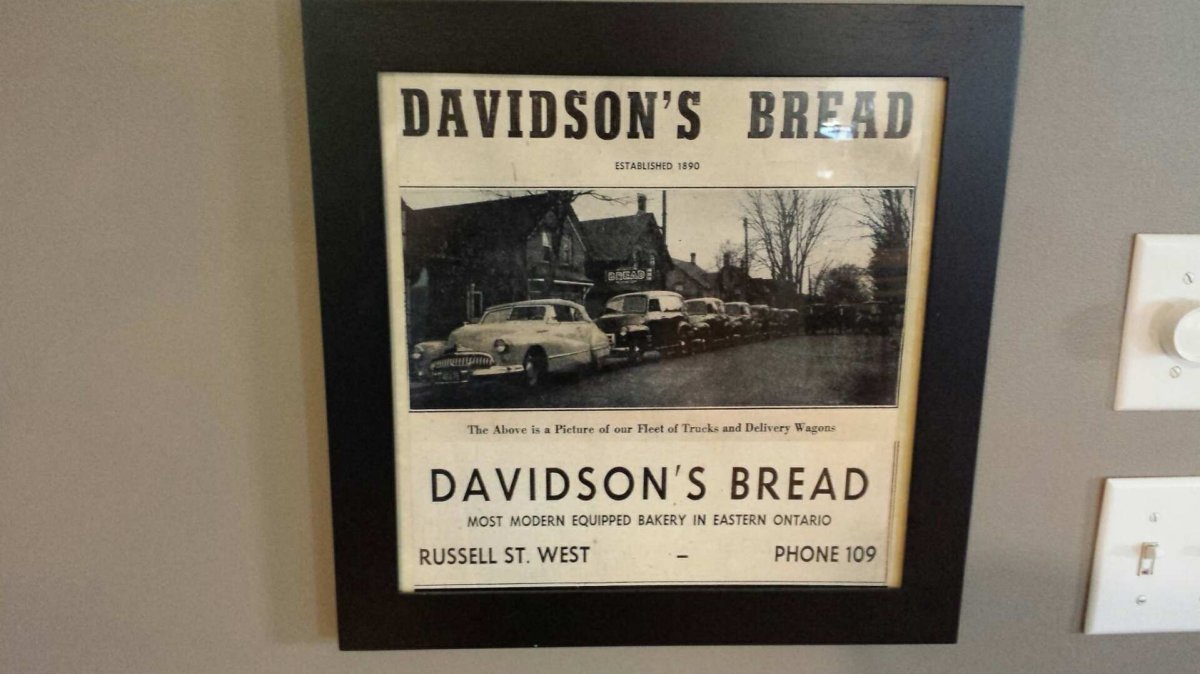 DAVIDSON'S BREAD
ESTABLISHED 1890
BREAD
The Above is a Picture of our Fleet of Trucks and Delivery Wagons
DAVIDSON'S BREAD
MOST MODERN EQUIPPED BAKERY IN EASTERN ONTARIO
RUSSELL ST. WEST – PHONE 109